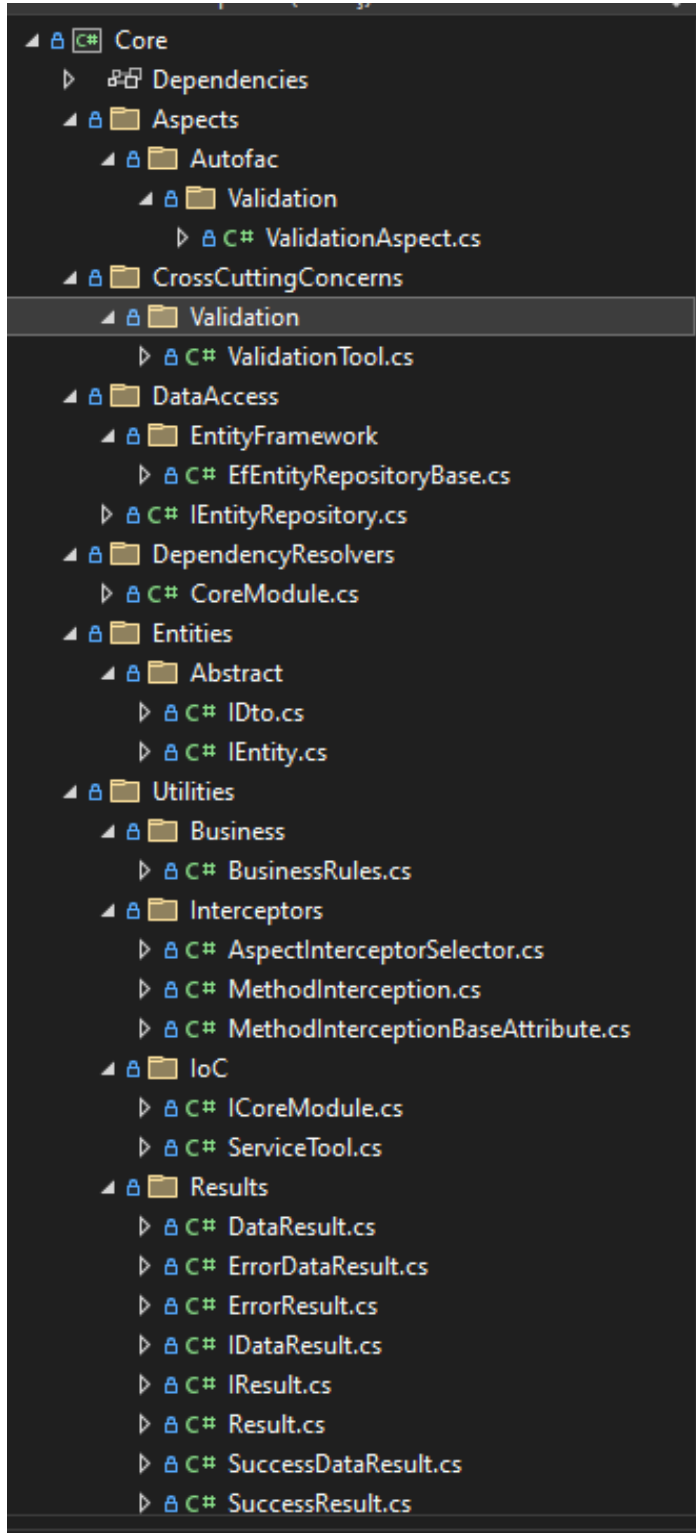 C# Core
Dependencies
Aspects
Autofac
Validation
C# ValidationAspect.cs
CrossCuttingConcerns
Validation
C# ValidationTool.cs
DataAccess
EntityFramework
C# EfEntityRepositoryBase.cs
C# IEntityRepository.cs
DependencyResolvers
C# CoreModule.cs
Entities
Abstract
C# IDto.cs
C# IEntity.cs
Utilities
Business
C# BusinessRules.cs
Interceptors
C# AspectInterceptorSelector.cs
C# MethodInterception.cs
C# MethodInterceptionBaseAttribute.cs
IoC
C# ICoreModule.cs
C# ServiceTool.cs
Results
C# DataResult.cs
C# ErrorDataResult.cs
C# ErrorResult.cs
C# IDataResult.cs
C# IResult.cs
C# Result.cs
C# SuccessDataResult.cs
C# SuccessResult.cs